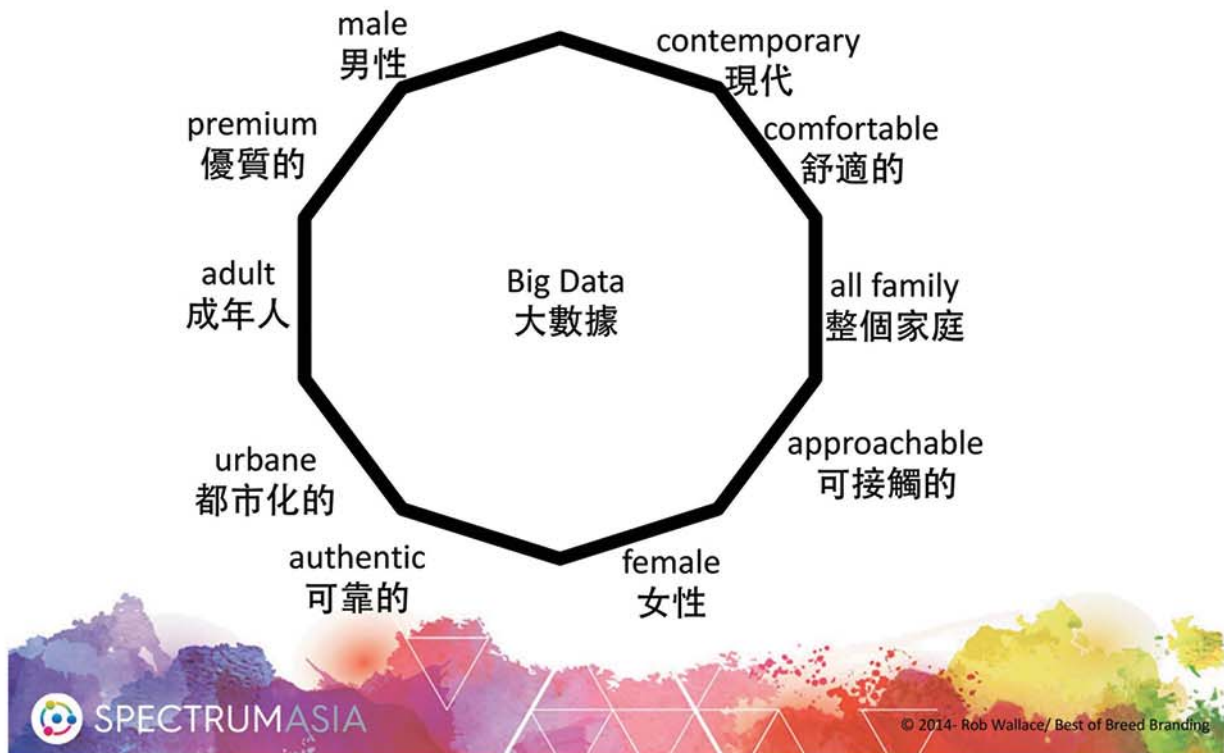 male
男性
contemporary
現代
premium
優質的
comfortable
舒適的
adult
成年人
Big Data
大數據
all family
整個家庭
urbane
都市化的
approachable
可接觸的
authentic
可靠的
female
女性
SPECTRUMASIA
© 2014- Rob Wallace/ Best of Breed Branding